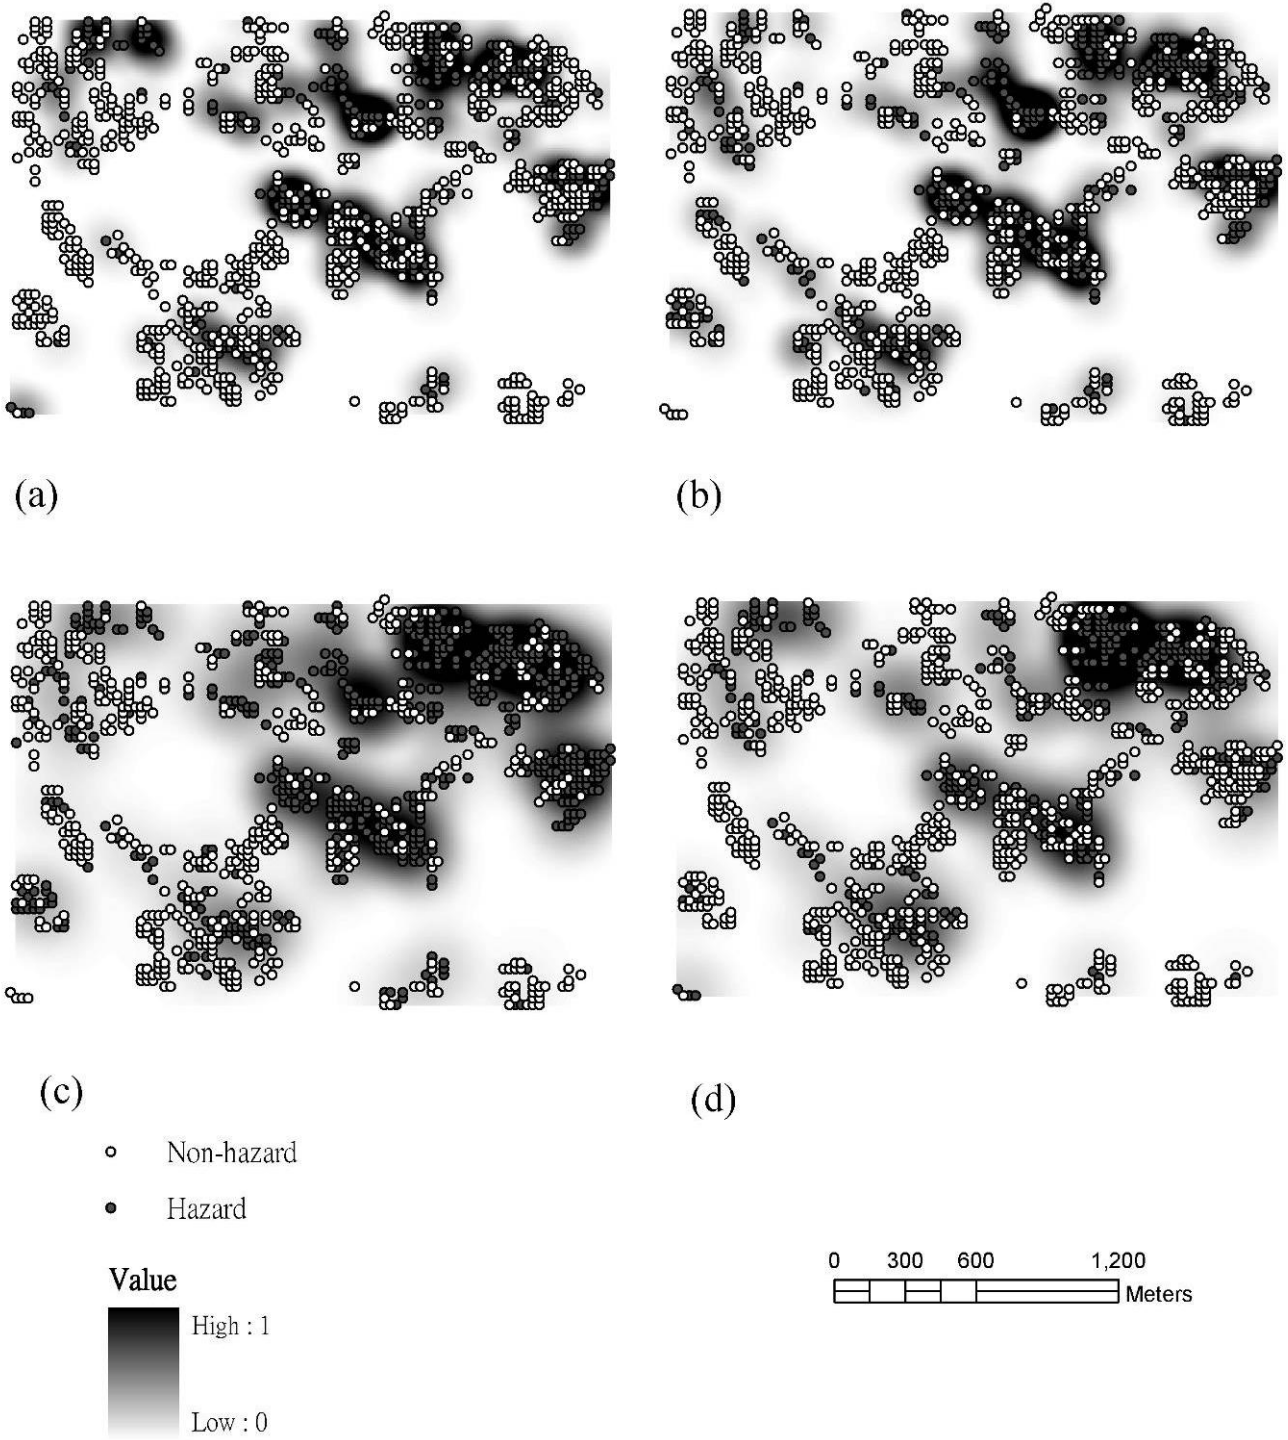 (a)
(b)
(c)
(d)
Non-hazard
Hazard
Value
High : 1
Low : 0
0 300 600 1,200
Meters